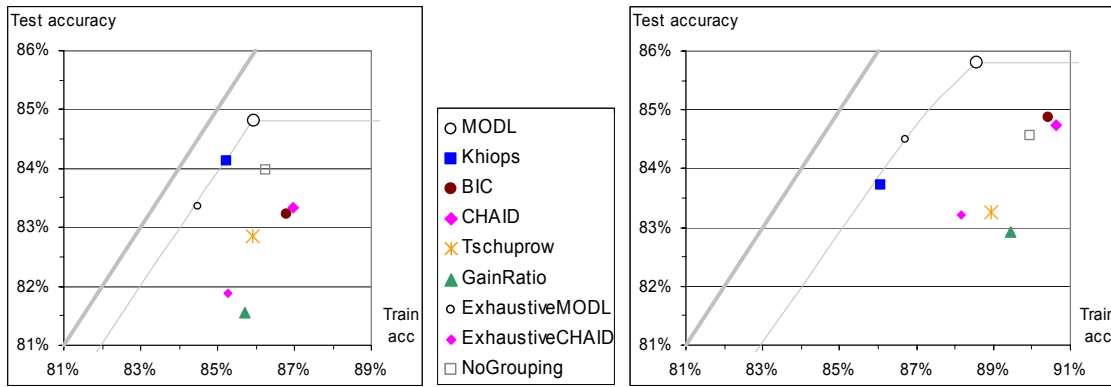 Test accuracy
86%
85%
84%
83%
82%
81%
81%
83%
85%
87%
89%
Train
acc
MODL
Khiops
BIC
CHAID
Tschuprow
GainRatio
ExhaustiveMODL
ExhaustiveCHAID
NoGrouping
Test accuracy
86%
85%
84%
83%
82%
81%
81%
83%
85%
87%
89%
91%
Train
acc